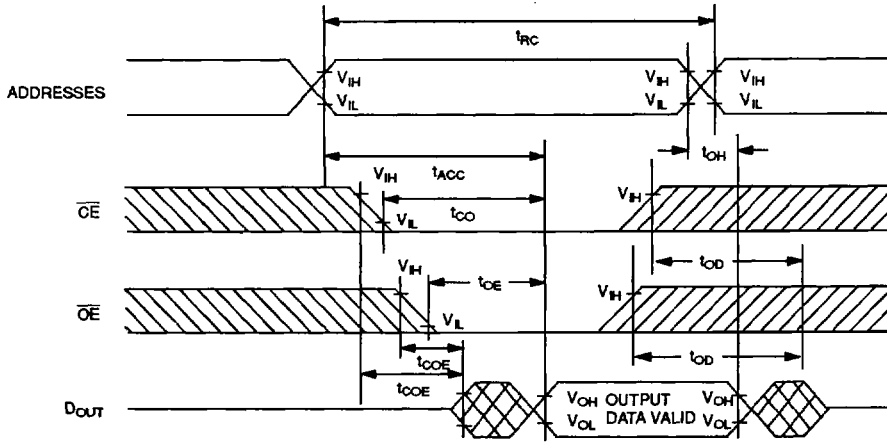 tRC
ADDRESSES
VIH VIH VIH
VIL VIL VIL
tOH
tACC
VIH
CE VIL tCO VIH
tOD
VIH
OE tOE VIH
VIL
tCOE tOD
tCOE
DOUT VOH OUTPUT VOH
VOL DATA VALID VOL